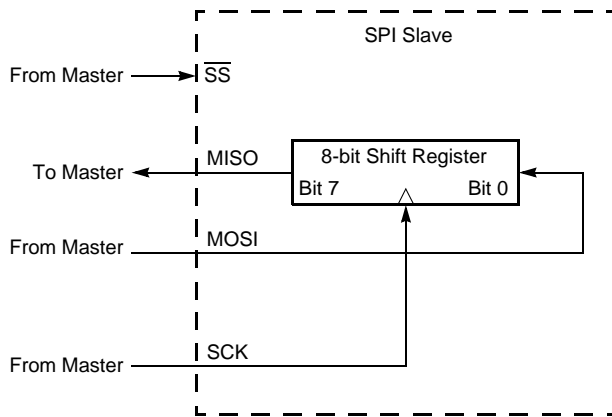 SPI Slave
From Master
S̅S̅
To Master
MISO
8-bit Shift Register
Bit 7
Bit 0
From Master
MOSI
From Master
SCK